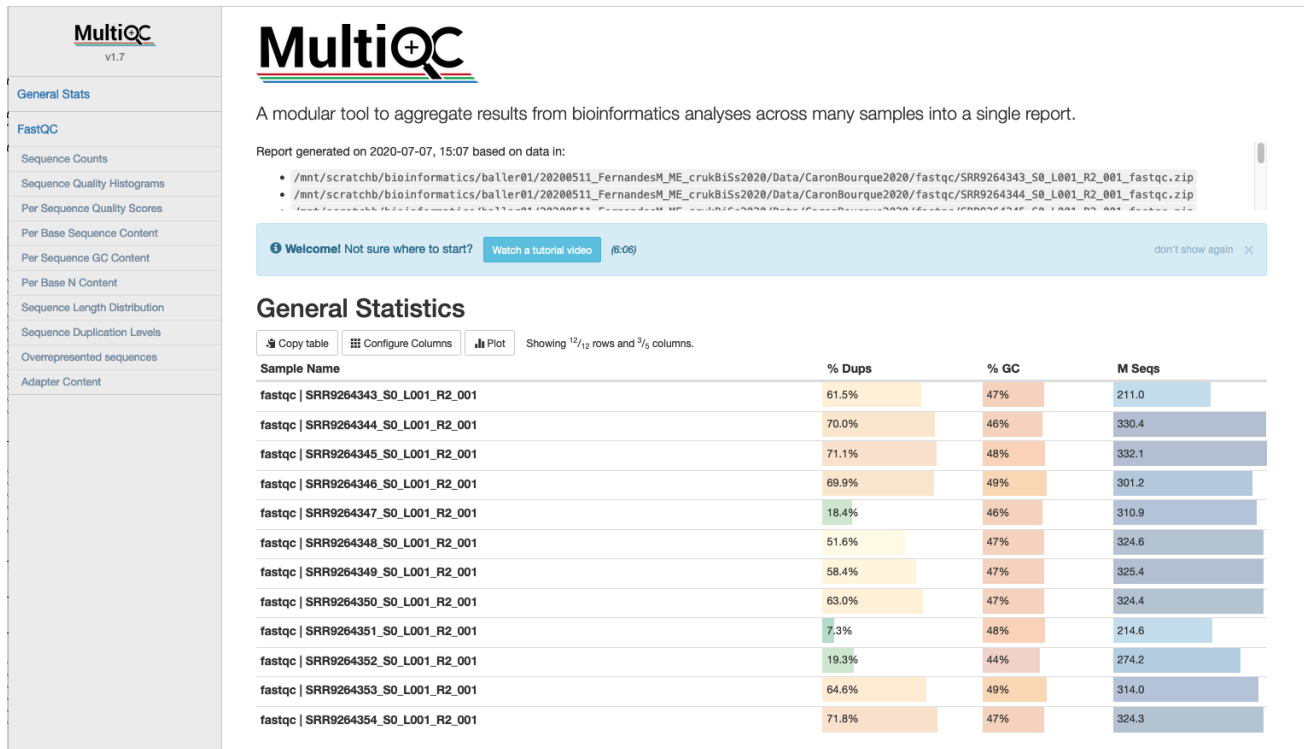 MultiQC
v1.7
General Stats
FastQC
Sequence Counts
Sequence Quality Histograms
Per Sequence Quality Scores
Per Base Sequence Content
Per Sequence GC Content
Per Base N Content
Sequence Length Distribution
Sequence Duplication Levels
Overrepresented sequences
Adapter Content
MultiQC
A modular tool to aggregate results from bioinformatics analyses across many samples into a single report.
Report generated on 2020-07-07, 15:07 based on data in:
• /mnt/scratchb/bioinformatics/baller01/20200511_FernandesM_ME_crukBiSs2020/Data/CaronBourque2020/fastqc/SRR9264343_S0_L001_R2_001_fastqc.zip
• /mnt/scratchb/bioinformatics/baller01/20200511_FernandesM_ME_crukBiSs2020/Data/CaronBourque2020/fastqc/SRR9264344_S0_L001_R2_001_fastqc.zip
• /mnt/scratchb/bioinformatics/baller01/20200511_FernandesM_ME_crukBiSs2020/Data/CaronBourque2020/fastqc/SRR9264345_S0_L001_R2_001_fastqc.zip
Welcome! Not sure where to start? Watch a tutorial video (6:06) don't show again ×
General Statistics
Copy table Configure Columns Plot Showing 12/12 rows and 3/5 columns.
Sample Name % Dups % GC M Seqs
fastqc | SRR9264343_S0_L001_R2_001 61.5% 47% 211.0
fastqc | SRR9264344_S0_L001_R2_001 70.0% 46% 330.4
fastqc | SRR9264345_S0_L001_R2_001 71.1% 48% 332.1
fastqc | SRR9264346_S0_L001_R2_001 69.9% 49% 301.2
fastqc | SRR9264347_S0_L001_R2_001 18.4% 46% 310.9
fastqc | SRR9264348_S0_L001_R2_001 51.6% 47% 324.6
fastqc | SRR9264349_S0_L001_R2_001 58.4% 47% 325.4
fastqc | SRR9264350_S0_L001_R2_001 63.0% 47% 324.4
fastqc | SRR9264351_S0_L001_R2_001 7.3% 48% 214.6
fastqc | SRR9264352_S0_L001_R2_001 19.3% 44% 274.2
fastqc | SRR9264353_S0_L001_R2_001 64.6% 49% 314.0
fastqc | SRR9264354_S0_L001_R2_001 71.8% 47% 324.3